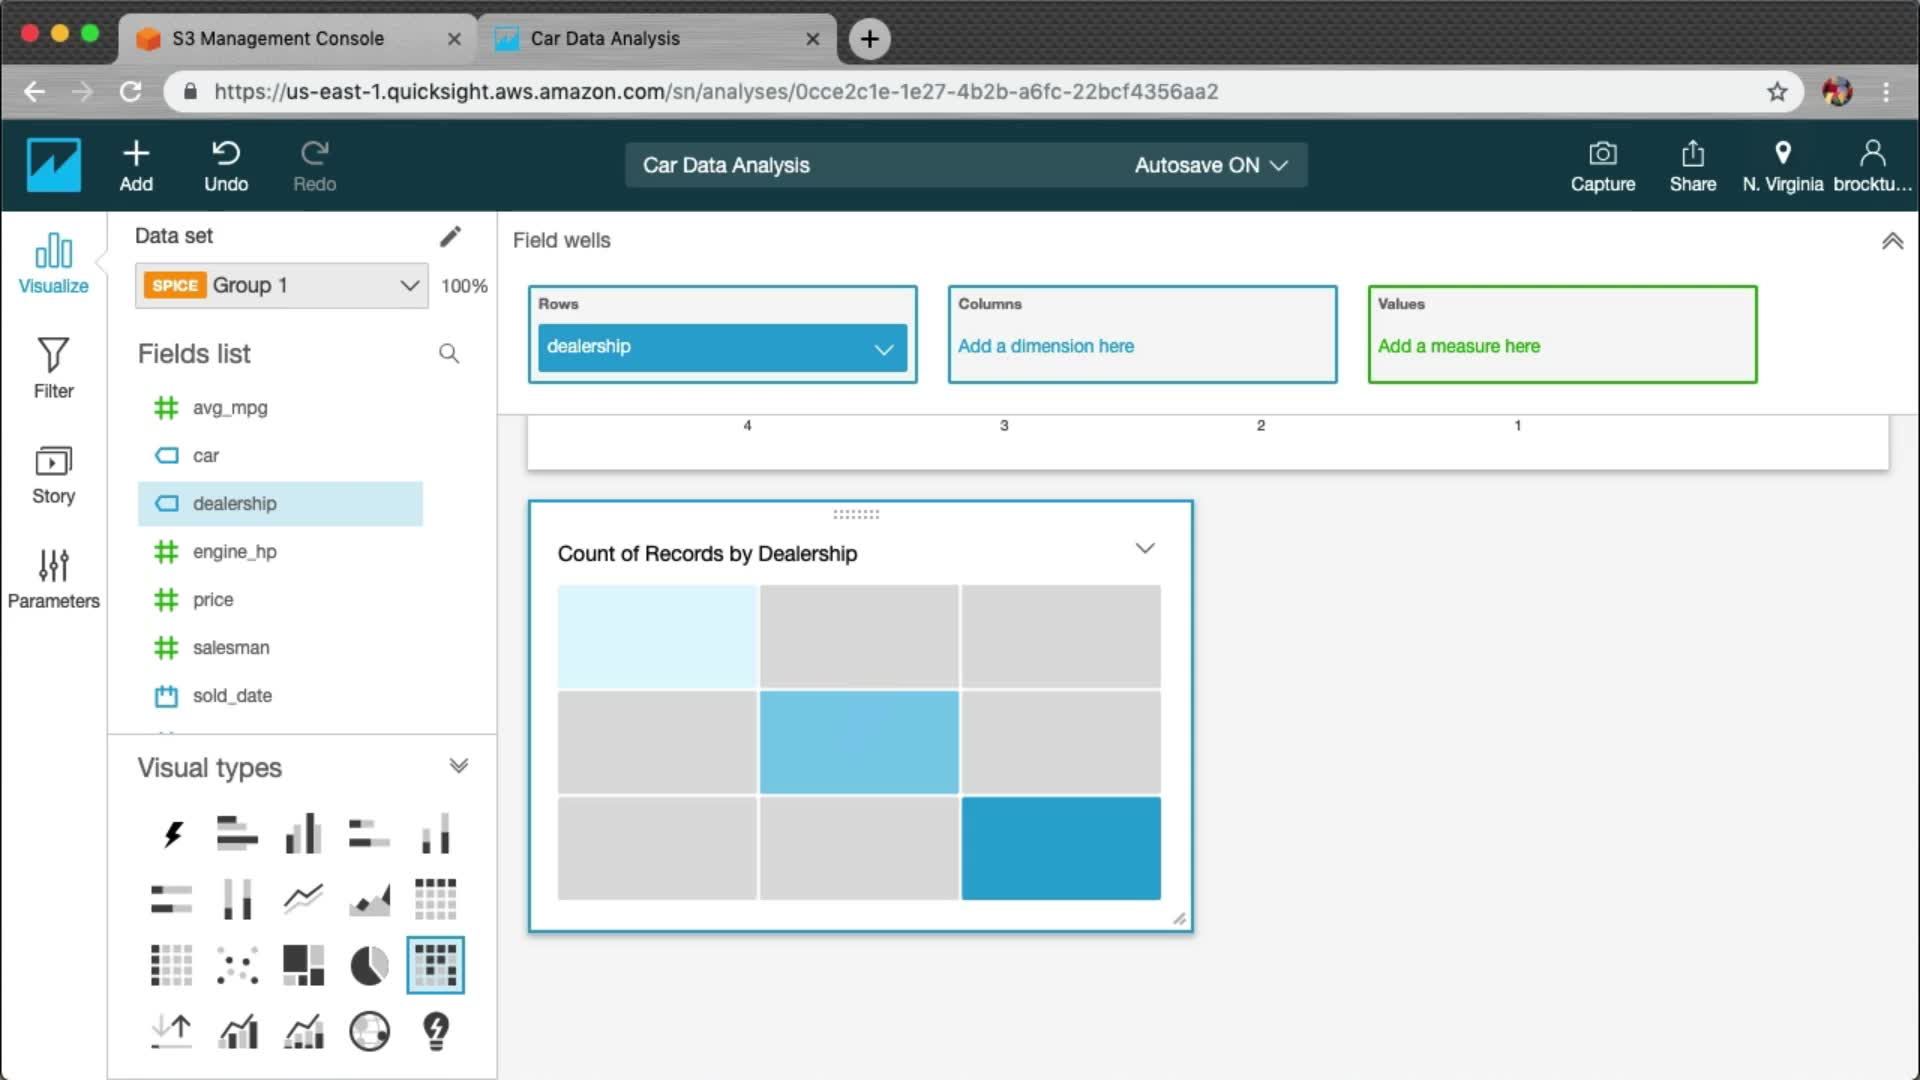 S3 Management Console
Car Data Analysis
https://us-east-1.quicksight.aws.amazon.com/sn/analyses/0cce2c1e-1e27-4b2b-a6fc-22bcf4356aa2
Add
Undo
Redo
Car Data Analysis
Autosave ON
Capture
Share
N. Virginia
brocktu...
Visualize
Filter
Story
Parameters
Data set
SPICE Group 1
100%
Fields list
avg_mpg
car
dealership
engine_hp
price
salesman
sold_date
Visual types
Field wells
Rows
dealership
Columns
Add a dimension here
Values
Add a measure here
4 3 2 1
Count of Records by Dealership